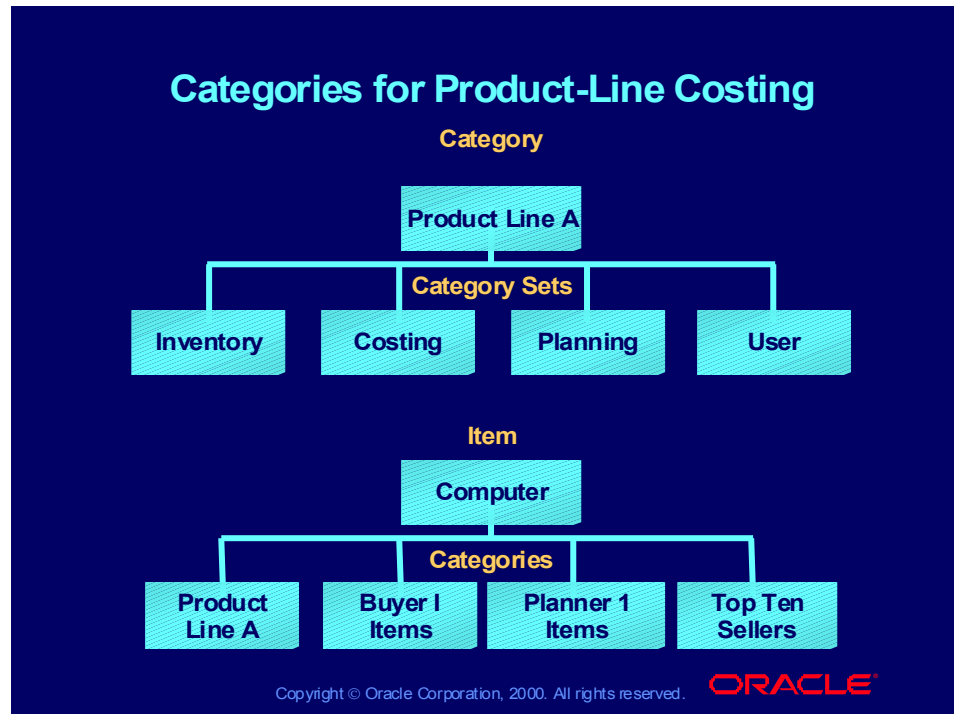 Categories for Product-Line Costing
Category
Product Line A
Category Sets
Inventory Costing Planning User
Item
Computer
Categories
Product Buyer I Planner 1 Top Ten
Line A Items Items Sellers
Copyright © Oracle Corporation, 2000. All rights reserved. ORACLE®